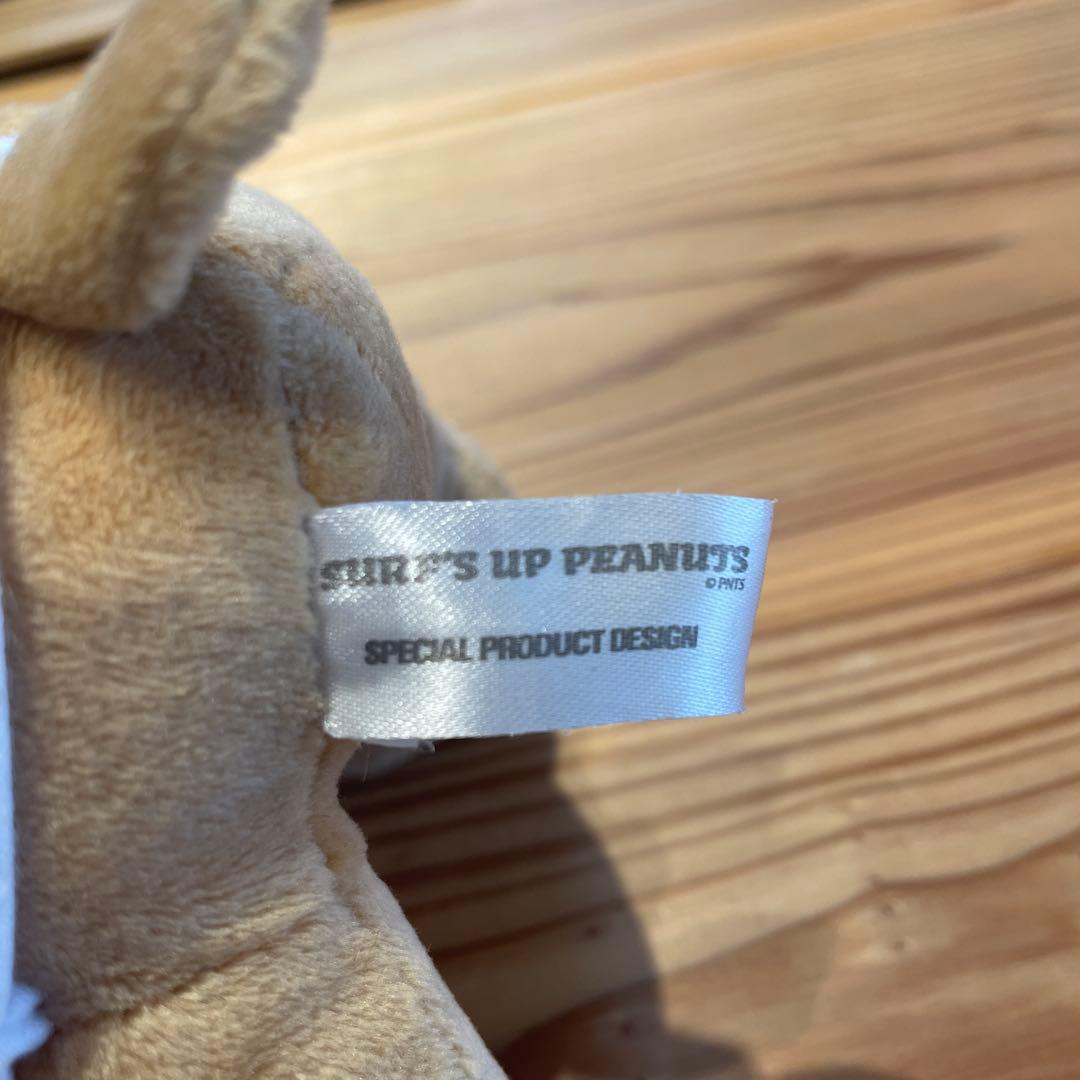 SURF'S UP PEANUTS
© PNTS
SPECIAL PRODUCT DESIGN